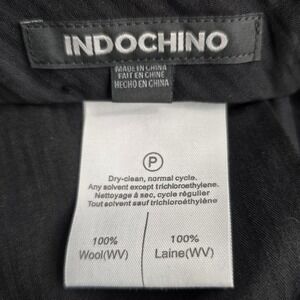 INDOCHINO
MADE IN CHINA
FAIT EN CHINE
HECHO EN CHINA
P
Dry-clean, normal cycle.
Any solvent except trichloroethylene.
Nettoyage à sec, cycle régulier
Tout solvent sauf trichloroéthylène
100%
Wool(WV)
100%
Laine(WV)